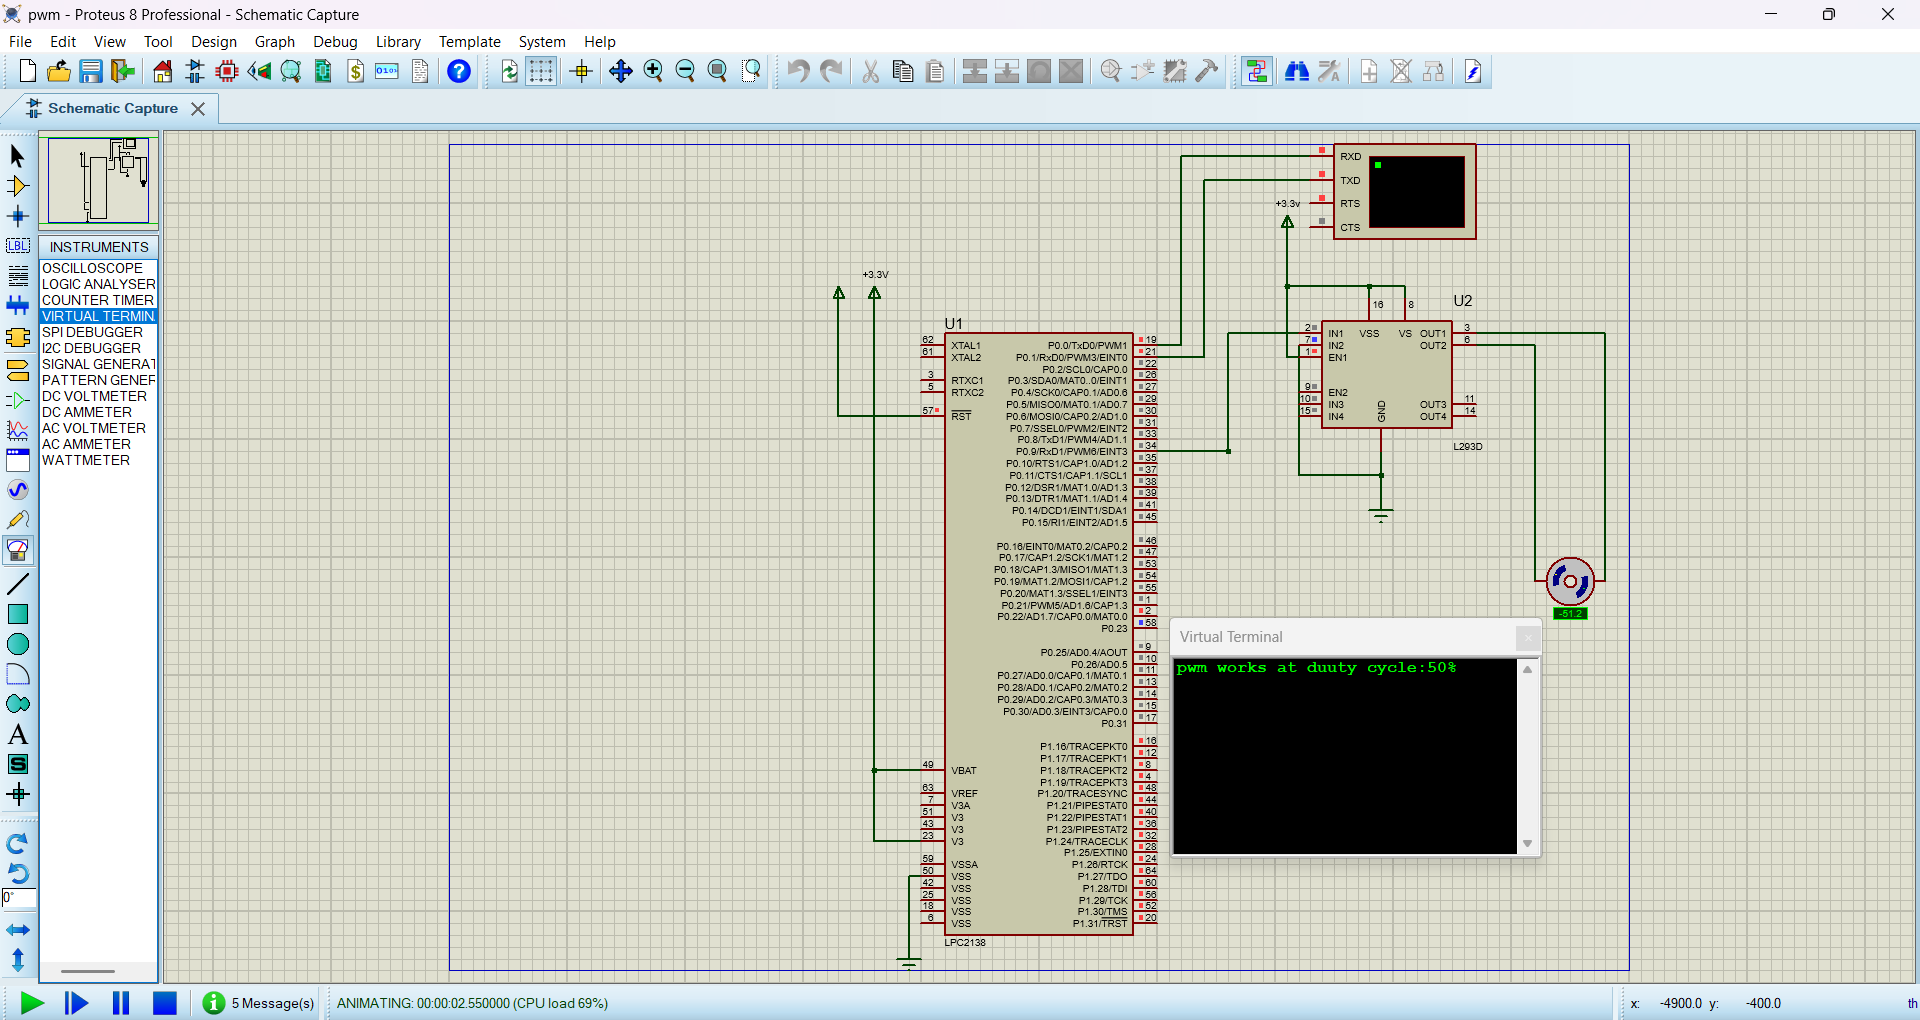 pwm - Proteus 8 Professional - Schematic Capture
File Edit View Tool Design Graph Debug Library Template System Help
Schematic Capture
INSTRUMENTS
OSCILLOSCOPE
LOGIC ANALYSER
COUNTER TIMER
VIRTUAL TERMIN
SPI DEBUGGER
I2C DEBUGGER
SIGNAL GENERAT
PATTERN GENER
DC VOLTMETER
DC AMMETER
AC VOLTMETER
AC AMMETER
WATTMETER
LBL
A
S
0°
+3.3V
U1
62 XTAL1
61 XTAL2
3 RTXC1
5 RTXC2
57 RST
49 VBAT
63 VREF
7 V3A
51 V3
43 V3
23 V3
59 VSSA
50 VSS
42 VSS
25 VSS
18 VSS
6 VSS
P0.0/TxD0/PWM1 19
P0.1/RxD0/PWM3/EINT0 21
P0.2/SCL0/CAP0.0 22
P0.3/SDA0/MAT0..0/EINT1 26
P0.4/SCK0/CAP0.1/AD0.6 27
P0.5/MISO0/MAT0.1/AD0.7 29
P0.6/MOSI0/CAP0.2/AD1.0 30
P0.7/SSEL0/PWM2/EINT2 31
P0.8/TxD1/PWM4/AD1.1 33
P0.9/RxD1/PWM6/EINT3 34
P0.10/RTS1/CAP1.0/AD1.2 35
P0.11/CTS1/CAP1.1/SCL1 37
P0.12/DSR1/MAT1.0/AD1.3 38
P0.13/DTR1/MAT1.1/AD1.4 39
P0.14/DCD1/EINT1/SDA1 41
P0.15/RI1/EINT2/AD1.5 45
P0.16/EINT0/MAT0.2/CAP0.2 46
P0.17/CAP1.2/SCK1/MAT1.2 47
P0.18/CAP1.3/MISO1/MAT1.3 53
P0.19/MAT1.2/MOSI1/CAP1.2 54
P0.20/MAT1.3/SSEL1/EINT3 55
P0.21/PWM5/AD1.6/CAP1.3 1
P0.22/AD1.7/CAP0.0/MAT0.0 2
P0.23 58
P0.25/AD0.4/AOUT 9
P0.26/AD0.5 10
P0.27/AD0.0/CAP0.1/MAT0.1 11
P0.28/AD0.1/CAP0.2/MAT0.2 13
P0.29/AD0.2/CAP0.3/MAT0.3 14
P0.30/AD0.3/EINT3/CAP0.0 15
P0.31 17
P1.16/TRACEPKT0 16
P1.17/TRACEPKT1 12
P1.18/TRACEPKT2 8
P1.19/TRACEPKT3 4
P1.20/TRACESYNC 48
P1.21/PIPESTAT0 44
P1.22/PIPESTAT1 40
P1.23/PIPESTAT2 36
P1.24/TRACECLK 32
P1.25/EXTIN0 28
P1.26/RTCK 24
P1.27/TDO 64
P1.28/TDI 60
P1.29/TCK 56
P1.30/TMS 52
P1.31/TRST 20
LPC2138
RXD
TXD
RTS
CTS
+3.3v
U2
16 8
2 IN1 VSS VS OUT1 3
7 IN2 OUT2 6
1 EN1
9 EN2
10 IN3 GND OUT3 11
15 IN4 OUT4 14
L293D
-51.2
Virtual Terminal
pwm works at duuty cycle:50%
5 Message(s)
ANIMATING: 00:00:02.550000 (CPU load 69%)
x: -4900.0 y: -400.0 th